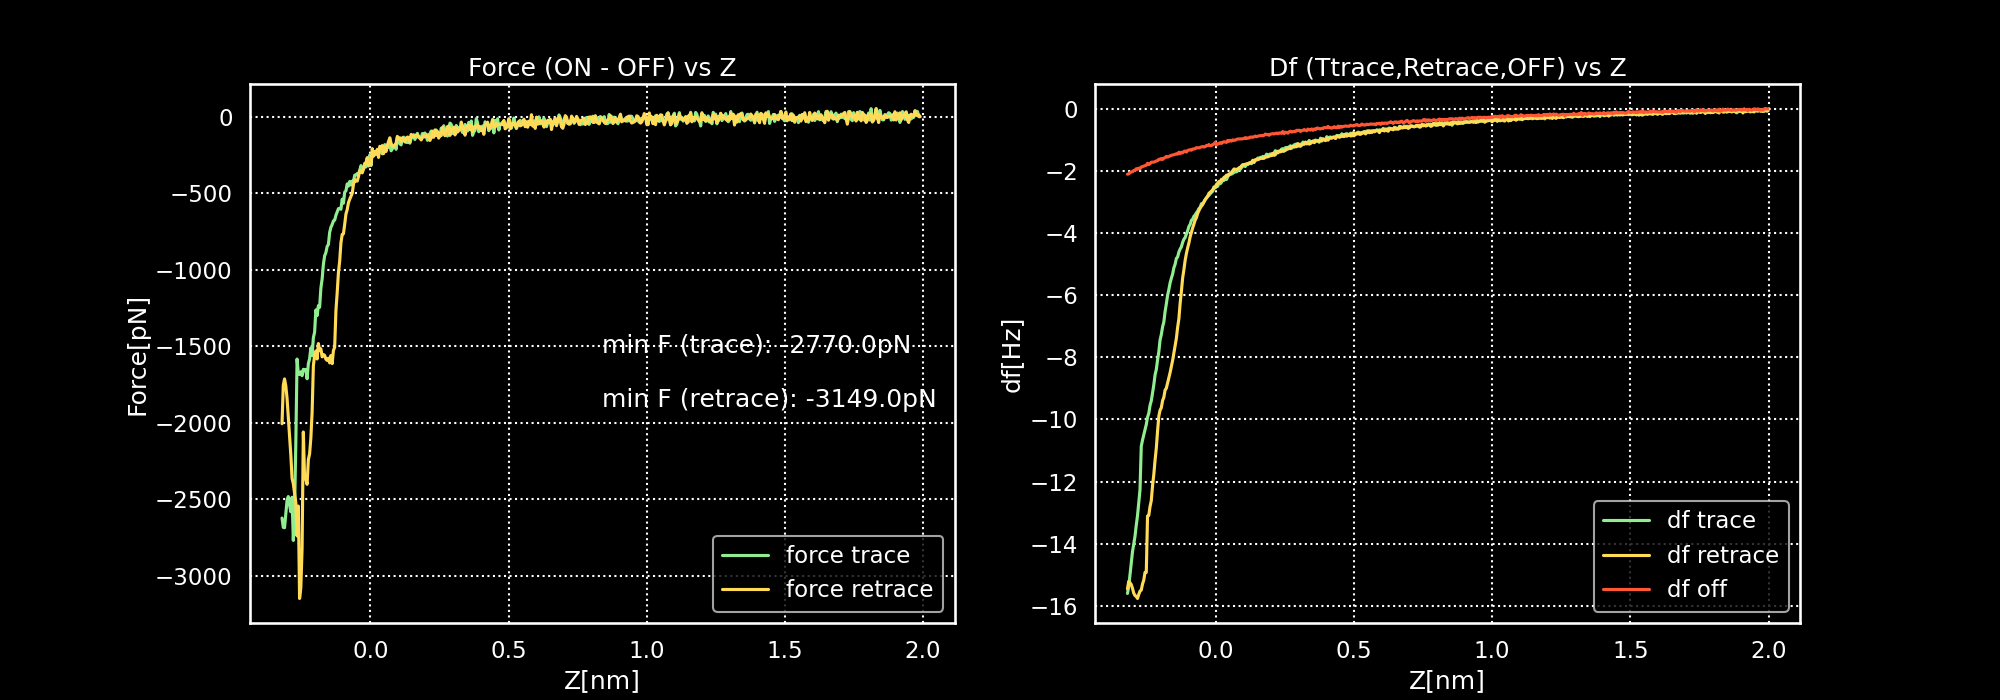 Force (ON - OFF) vs Z
0
−500
−1000
−1500
−2000
−2500
−3000
Force[pN]
min F (trace): -2770.0pN
min F (retrace): -3149.0pN
force trace
force retrace
0.0 0.5 1.0 1.5 2.0
Z[nm]
Df (Ttrace,Retrace,OFF) vs Z
0
−2
−4
−6
−8
−10
−12
−14
−16
df[Hz]
df trace
df retrace
df off
0.0 0.5 1.0 1.5 2.0
Z[nm]